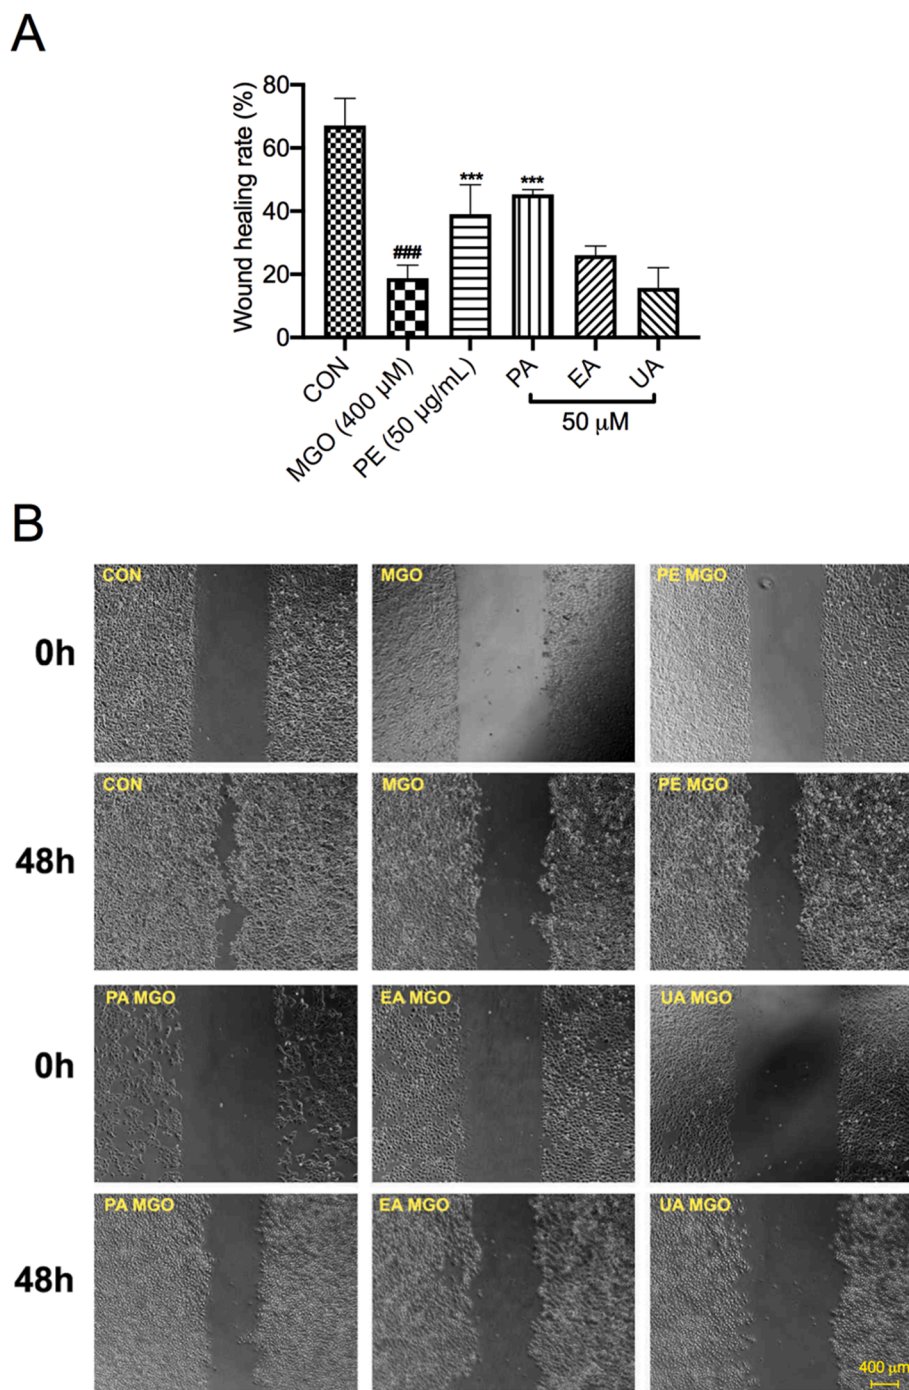 A
Wound healing rate (%)
80
60
40
20
0
###
***
***
CON
MGO (400 μM)
PE (50 μg/mL)
PA
EA
UA
50 μM
B
0h
CON
MGO
PE MGO
48h
CON
MGO
PE MGO
0h
PA MGO
EA MGO
UA MGO
48h
PA MGO
EA MGO
UA MGO
400 μm